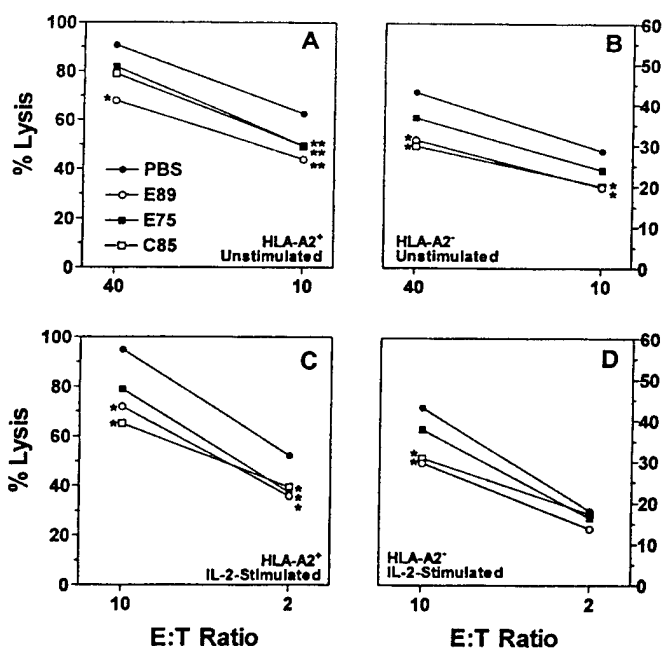 A
100
80
60
40
20
0
% Lysis
PBS
E89
E75
C85
*
**
**
**
HLA-A2⁺
Unstimulated
40
10
B
60
50
40
30
20
10
0
*
*
*
*
HLA-A2⁻
Unstimulated
40
10
C
100
80
60
40
20
0
% Lysis
*
*
*
*
*
HLA-A2⁺
IL-2-Stimulated
10
2
E:T Ratio
D
60
50
40
30
20
10
0
*
*
HLA-A2⁻
IL-2-Stimulated
10
2
E:T Ratio